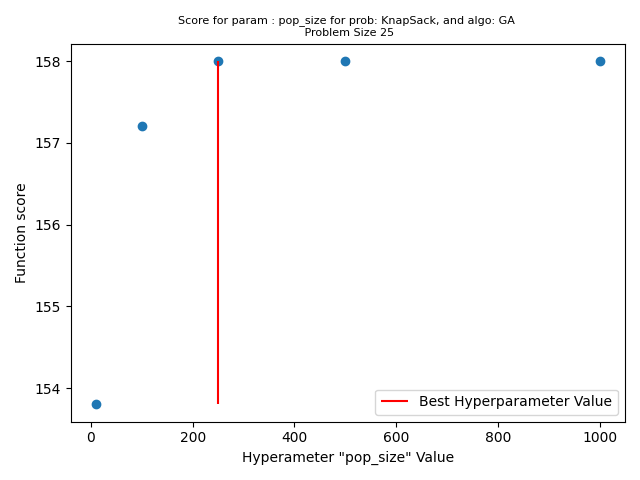 Score for param : pop_size for prob: KnapSack, and algo: GA
Problem Size 25
158
157
156
155
154
Function score
0 200 400 600 800 1000
Hyperameter "pop_size" Value
Best Hyperparameter Value